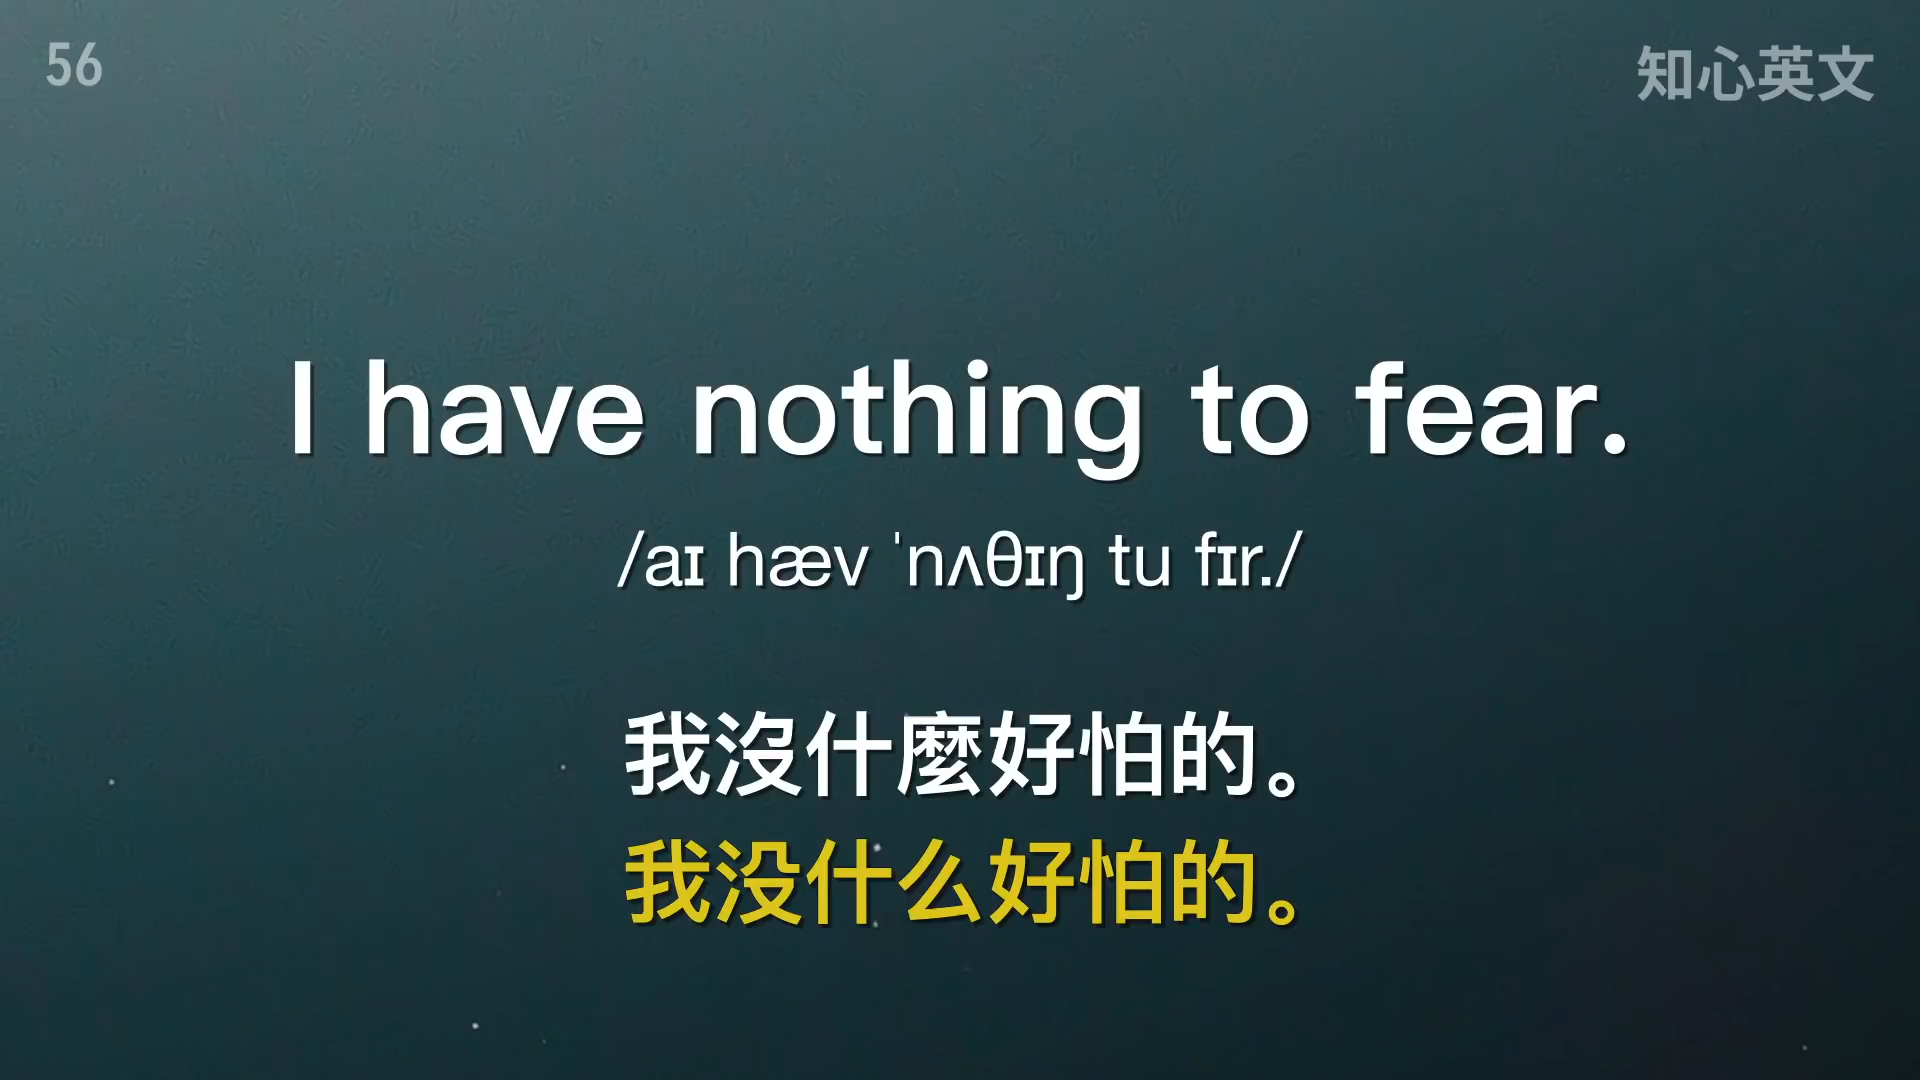 56
知心英文
I have nothing to fear.
/aɪ hæv ˈnʌθɪŋ tu fɪr./
我沒什麼好怕的。
我没什么好怕的。